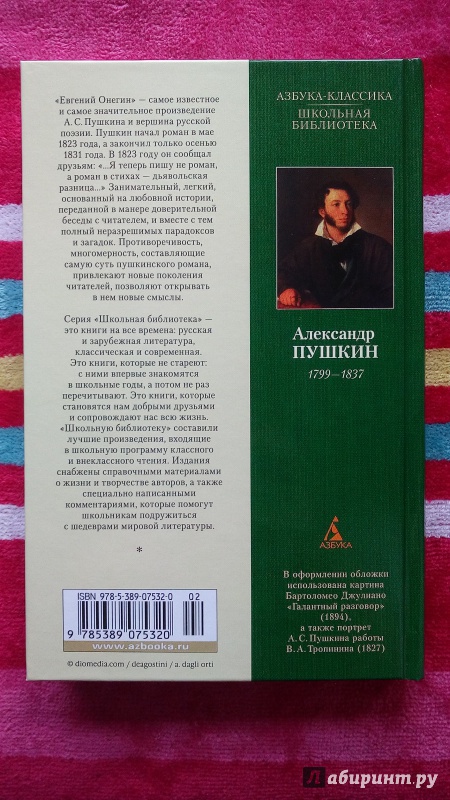 «Евгений Онегин» — самое известное
и самое значительное произведение
А. С. Пушкина и вершина русской
поэзии. Пушкин начал роман в мае
1823 года, а закончил только осенью
1831 года. В 1823 году он сообщал
друзьям: «...Я теперь пишу не роман,
а роман в стихах — дьявольская
разница...» Занимательный, легкий,
основанный на любовной истории,
переданной в манере доверительной
беседы с читателем, и вместе с тем
полный неразрешимых парадоксов
и загадок. Противоречивость,
многомерность, составляющие
самую суть пушкинского романа,
привлекают новые поколения
читателей, позволяют открывать
в нем новые смыслы.
Серия «Школьная библиотека» —
это книги на все времена: русская
и зарубежная литература,
классическая и современная.
Это книги, которые не стареют:
с ними впервые знакомятся
в школьные годы, а потом не раз
перечитывают. Это книги, которые
становятся нам добрыми друзьями
и сопровождают нас всю жизнь.
«Школьную библиотеку» составили
лучшие произведения, входящие
в школьную программу классного
и внеклассного чтения. Издания
снабжены справочными материалами
о жизни и творчестве авторов, а также
специально написанными
комментариями, которые помогут
школьникам подружиться
с шедеврами мировой литературы.
*
ISBN 978-5-389-07532-0 02
9 785389 075320
www.azbooka.ru
© diomedia.com / deagostini / a. dagli orti
АЗБУКА-КЛАССИКА
ШКОЛЬНАЯ
БИБЛИОТЕКА
Александр
ПУШКИН
1799—1837
АЗБУКА
В оформлении обложки
использована картина
Бартоломео Джулиано
«Галантный разговор»
(1894),
а также портрет
А. С. Пушкина работы
В. А. Тропинина (1827)
Лабиринт.ру